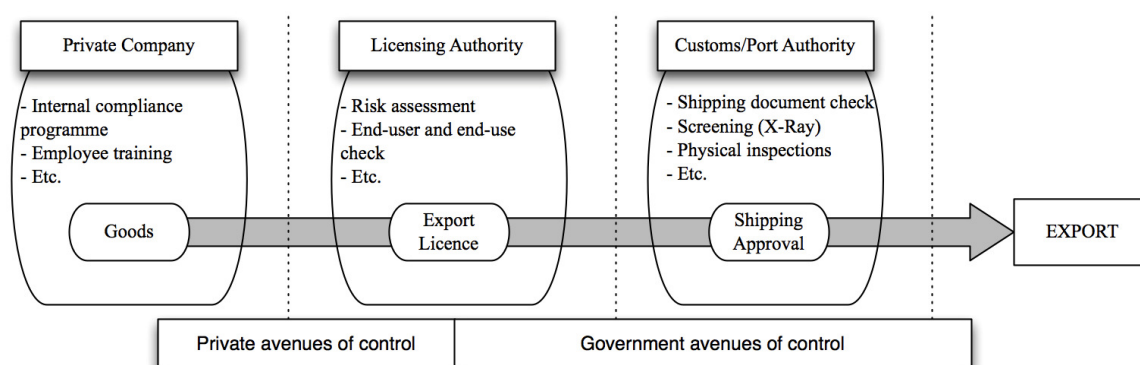 Private Company
- Internal compliance
programme
- Employee training
- Etc.
Goods
Licensing Authority
- Risk assessment
- End-user and end-use
check
- Etc.
Export
Licence
Customs/Port Authority
- Shipping document check
- Screening (X-Ray)
- Physical inspections
- Etc.
Shipping
Approval
EXPORT
Private avenues of control
Government avenues of control